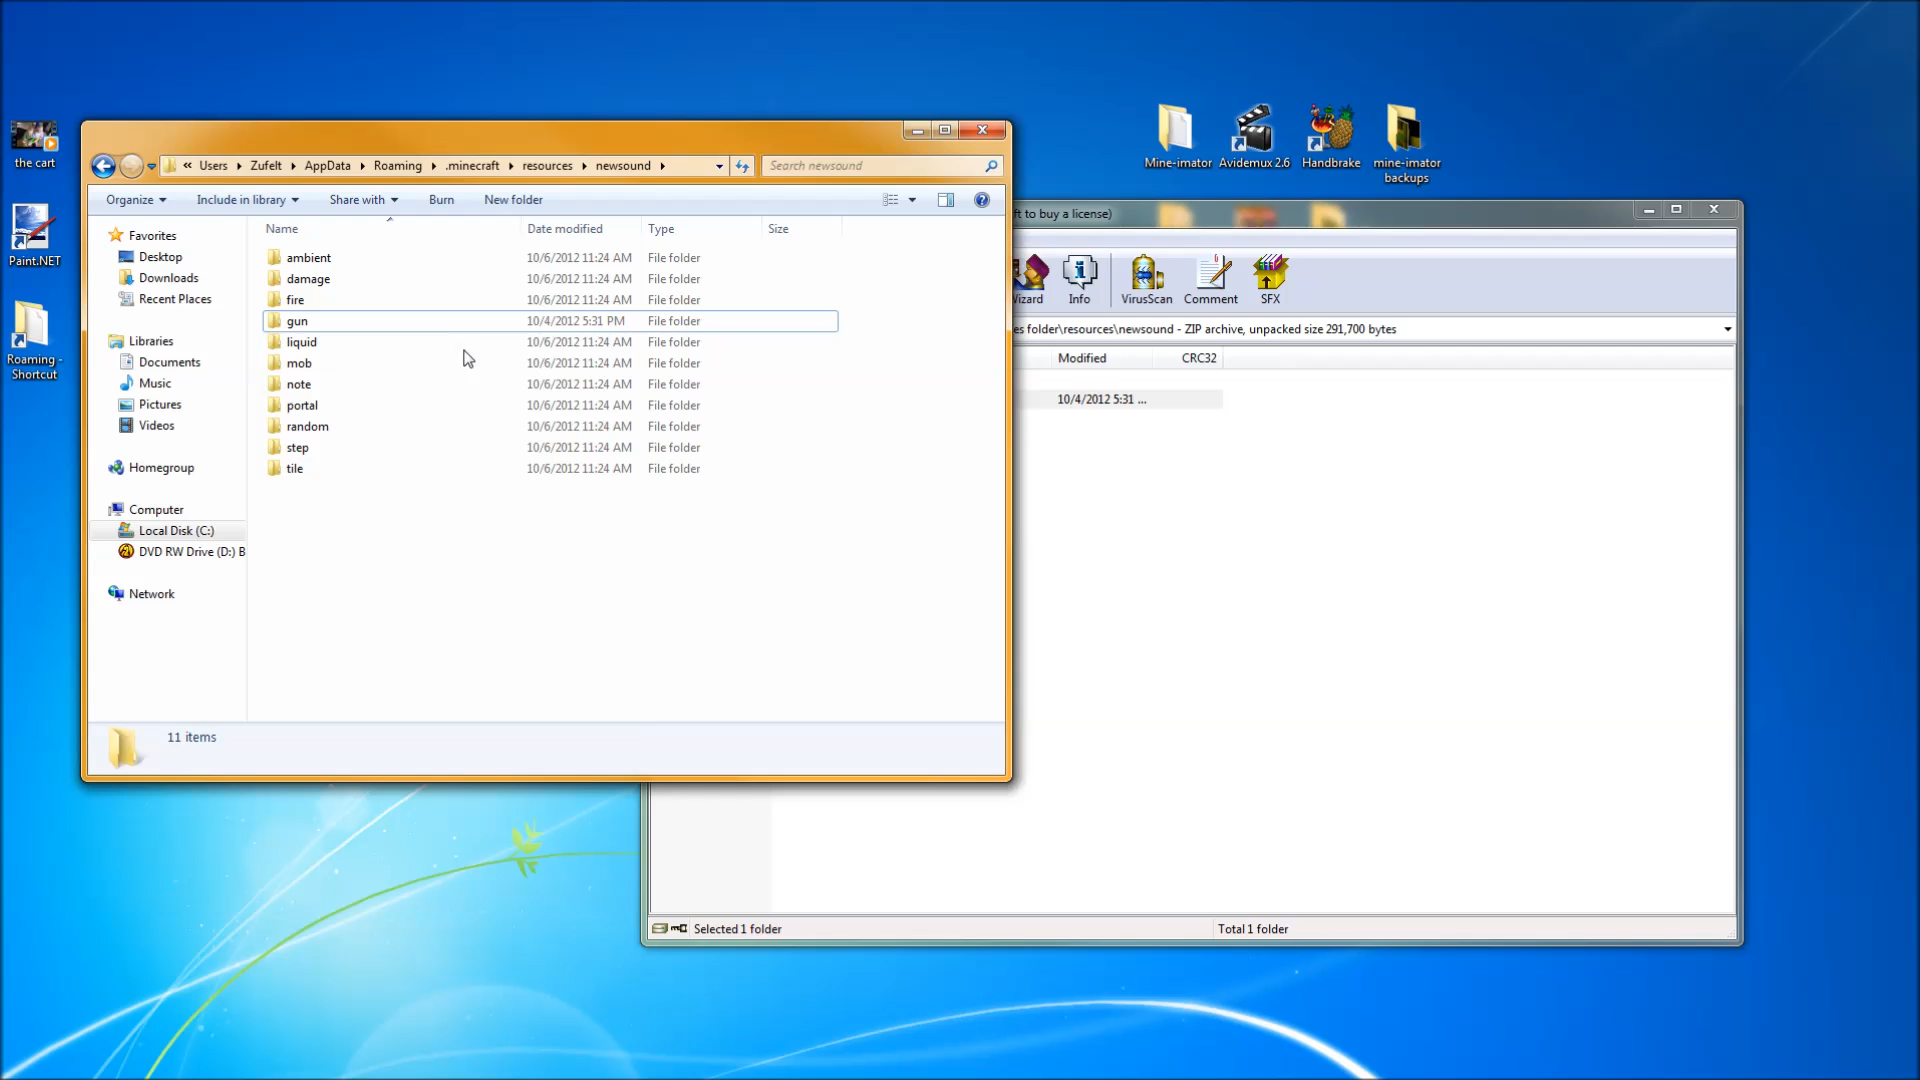 the cart
Paint.NET
Roaming -
Shortcut
Mine-imator
Avidemux 2.6
Handbrake
mine-imator
backups
« Users Zufelt AppData Roaming .minecraft resources newsound
Search newsound
Organize Include in library Share with Burn New folder
Name Date modified Type Size
ambient 10/6/2012 11:24 AM File folder
damage 10/6/2012 11:24 AM File folder
fire 10/6/2012 11:24 AM File folder
gun 10/4/2012 5:31 PM File folder
liquid 10/6/2012 11:24 AM File folder
mob 10/6/2012 11:24 AM File folder
note 10/6/2012 11:24 AM File folder
portal 10/6/2012 11:24 AM File folder
random 10/6/2012 11:24 AM File folder
step 10/6/2012 11:24 AM File folder
tile 10/6/2012 11:24 AM File folder
Favorites
Desktop
Downloads
Recent Places
Libraries
Documents
Music
Pictures
Videos
Homegroup
Computer
Local Disk (C:)
DVD RW Drive (D:) B
Network
11 items
ft to buy a license)
Wizard Info VirusScan Comment SFX
es folder\resources\newsound - ZIP archive, unpacked size 291,700 bytes
Modified CRC32
10/4/2012 5:31 ...
Selected 1 folder
Total 1 folder